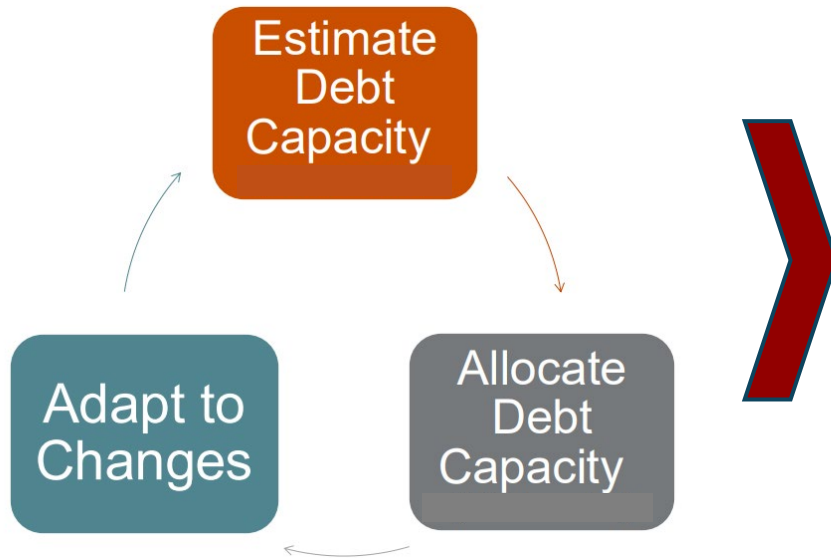 Estimate
Debt
Capacity
Allocate
Debt
Capacity
Adapt to
Changes